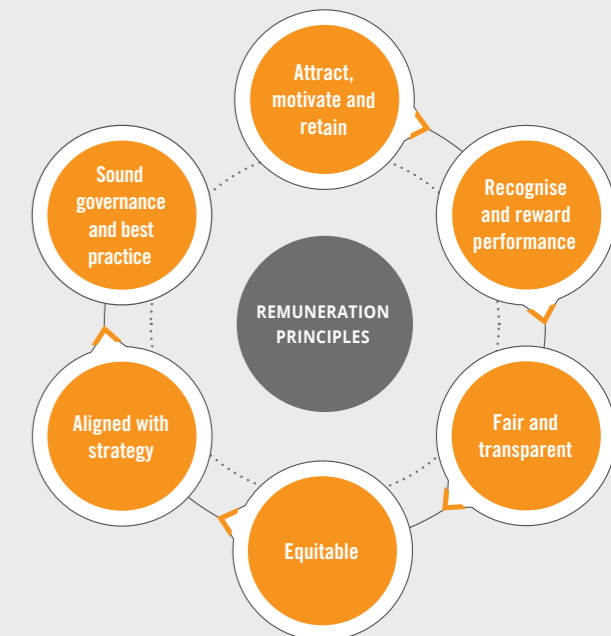 Attract,
motivate and
retain
Recognise
and reward
performance
Fair and
transparent
Equitable
Aligned with
strategy
Sound
governance
and best
practice
REMUNERATION
PRINCIPLES